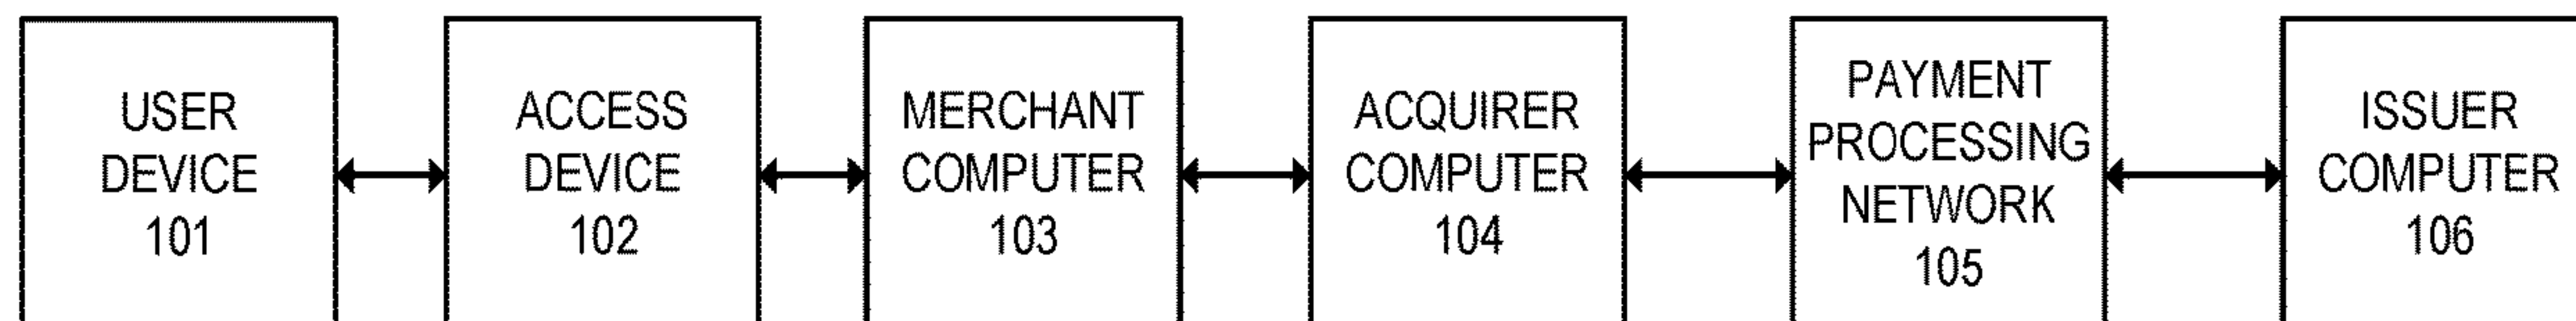 USER
DEVICE
101
ACCESS
DEVICE
102
MERCHANT
COMPUTER
103
ACQUIRER
COMPUTER
104
PAYMENT
PROCESSING
NETWORK
105
ISSUER
COMPUTER
106